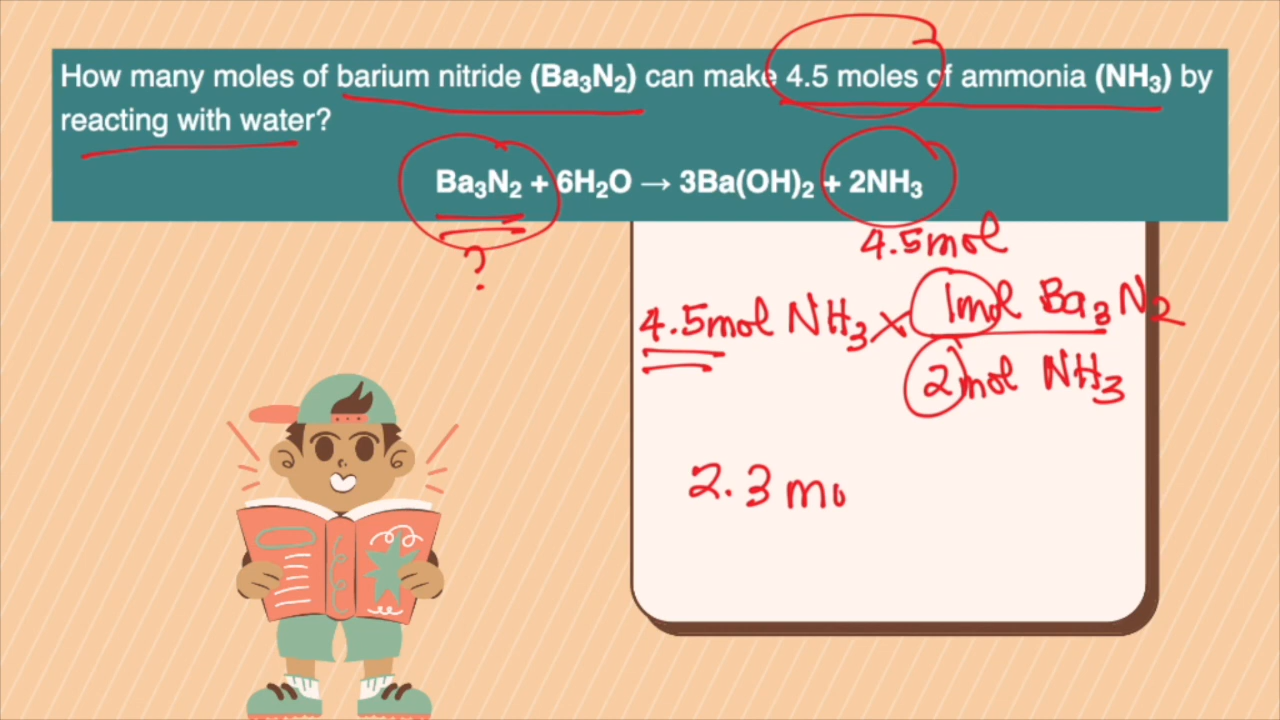 How many moles of barium nitride (Ba₃N₂) can make 4.5 moles of ammonia (NH₃) by
reacting with water?
Ba₃N₂ + 6H₂O → 3Ba(OH)₂ + 2NH₃
?
4.5mol
4.5mol NH₃ × 1mol Ba₃N₂
2mol NH₃
2.3 mo